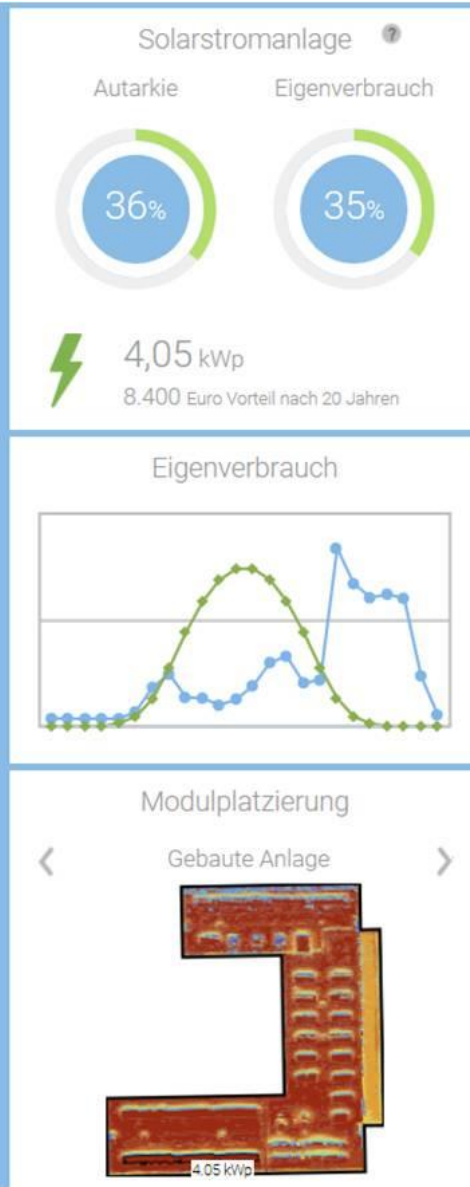 Solarstromanlage ?
Autarkie Eigenverbrauch
36% 35%
4,05 kWp
8.400 Euro Vorteil nach 20 Jahren
Eigenverbrauch
Modulplatzierung
Gebaute Anlage
4.05 kWp